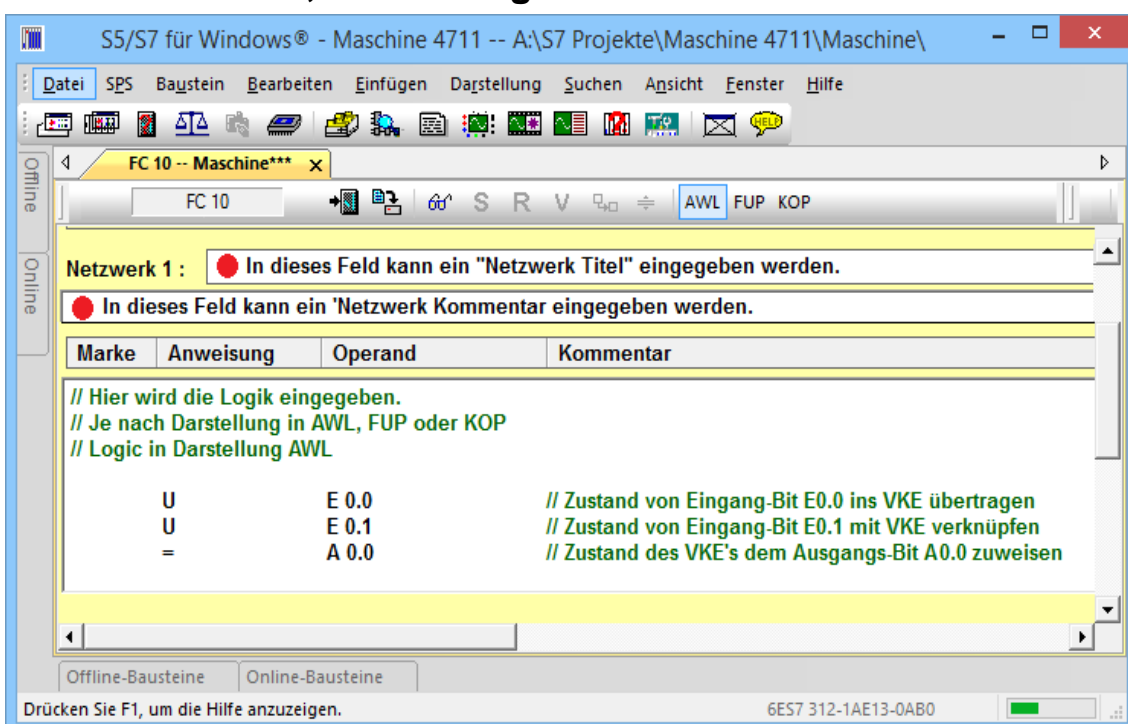 S5/S7 für Windows® - Maschine 4711 -- A:\S7 Projekte\Maschine 4711\Maschine\
Datei SPS Baustein Bearbeiten Einfügen Darstellung Suchen Ansicht Fenster Hilfe
HELP
Offline
Online
FC 10 -- Maschine*** x
FC 10 S R V AWL FUP KOP
Netzwerk 1 : In dieses Feld kann ein "Netzwerk Titel" eingegeben werden.
In dieses Feld kann ein 'Netzwerk Kommentar eingegeben werden.
Marke Anweisung Operand Kommentar
// Hier wird die Logik eingegeben.
// Je nach Darstellung in AWL, FUP oder KOP
// Logic in Darstellung AWL
U E 0.0 // Zustand von Eingang-Bit E0.0 ins VKE übertragen
U E 0.1 // Zustand von Eingang-Bit E0.1 mit VKE verknüpfen
= A 0.0 // Zustand des VKE's dem Ausgangs-Bit A0.0 zuweisen
Offline-Bausteine Online-Bausteine
Drücken Sie F1, um die Hilfe anzuzeigen. 6ES7 312-1AE13-0AB0